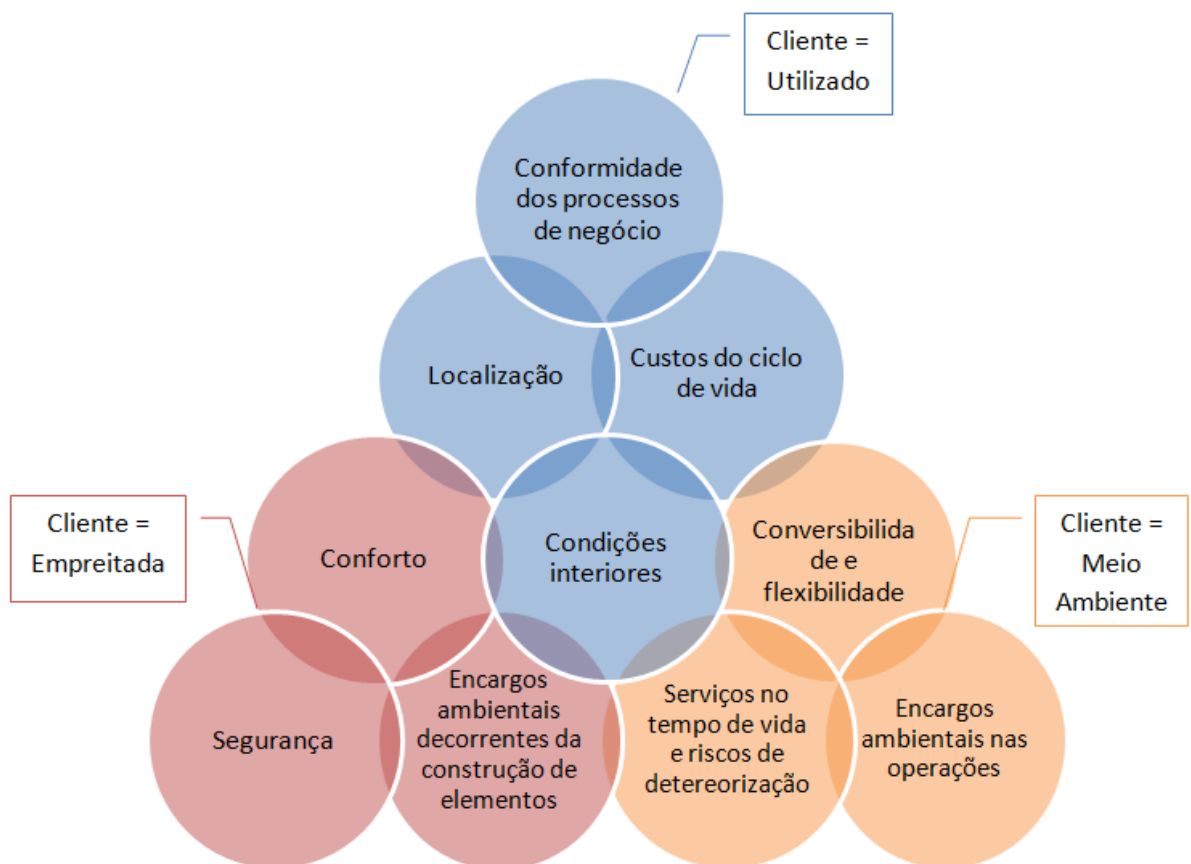 Cliente =
Utilizado
Conformidade
dos processos
de negócio
Localização
Custos do ciclo
de vida
Cliente =
Empreitada
Conforto
Condições
interiores
Conversibilida
de e
flexibilidade
Cliente =
Meio
Ambiente
Segurança
Encargos
ambientais
decorrentes da
construção de
elementos
Serviços no
tempo de vida
e riscos de
detereorização
Encargos
ambientais nas
operações